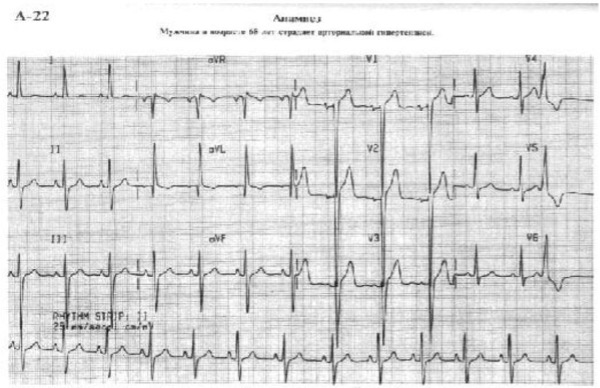 А-22
Анамнез
Мужчина в возрасте 68 лет страдает артериальной гипертензией.
I aVR V1 V4
II aVL V2 V5
III aVF V3 V6
RHYTHM STRIP: II
25 mm/sec
cm/mV